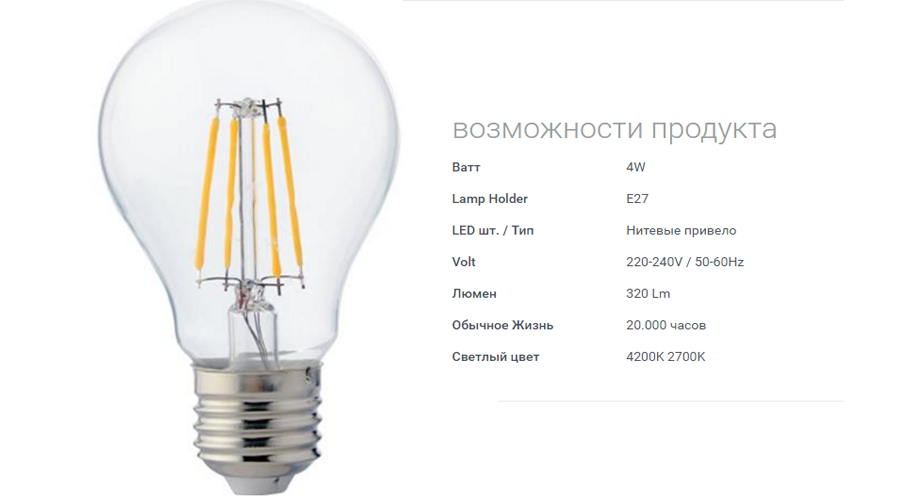 возможности продукта
Ватт 4W
Lamp Holder E27
LED шт. / Тип Нитевые привело
Volt 220-240V / 50-60Hz
Люмен 320 Lm
Обычное Жизнь 20.000 часов
Светлый цвет 4200K 2700K